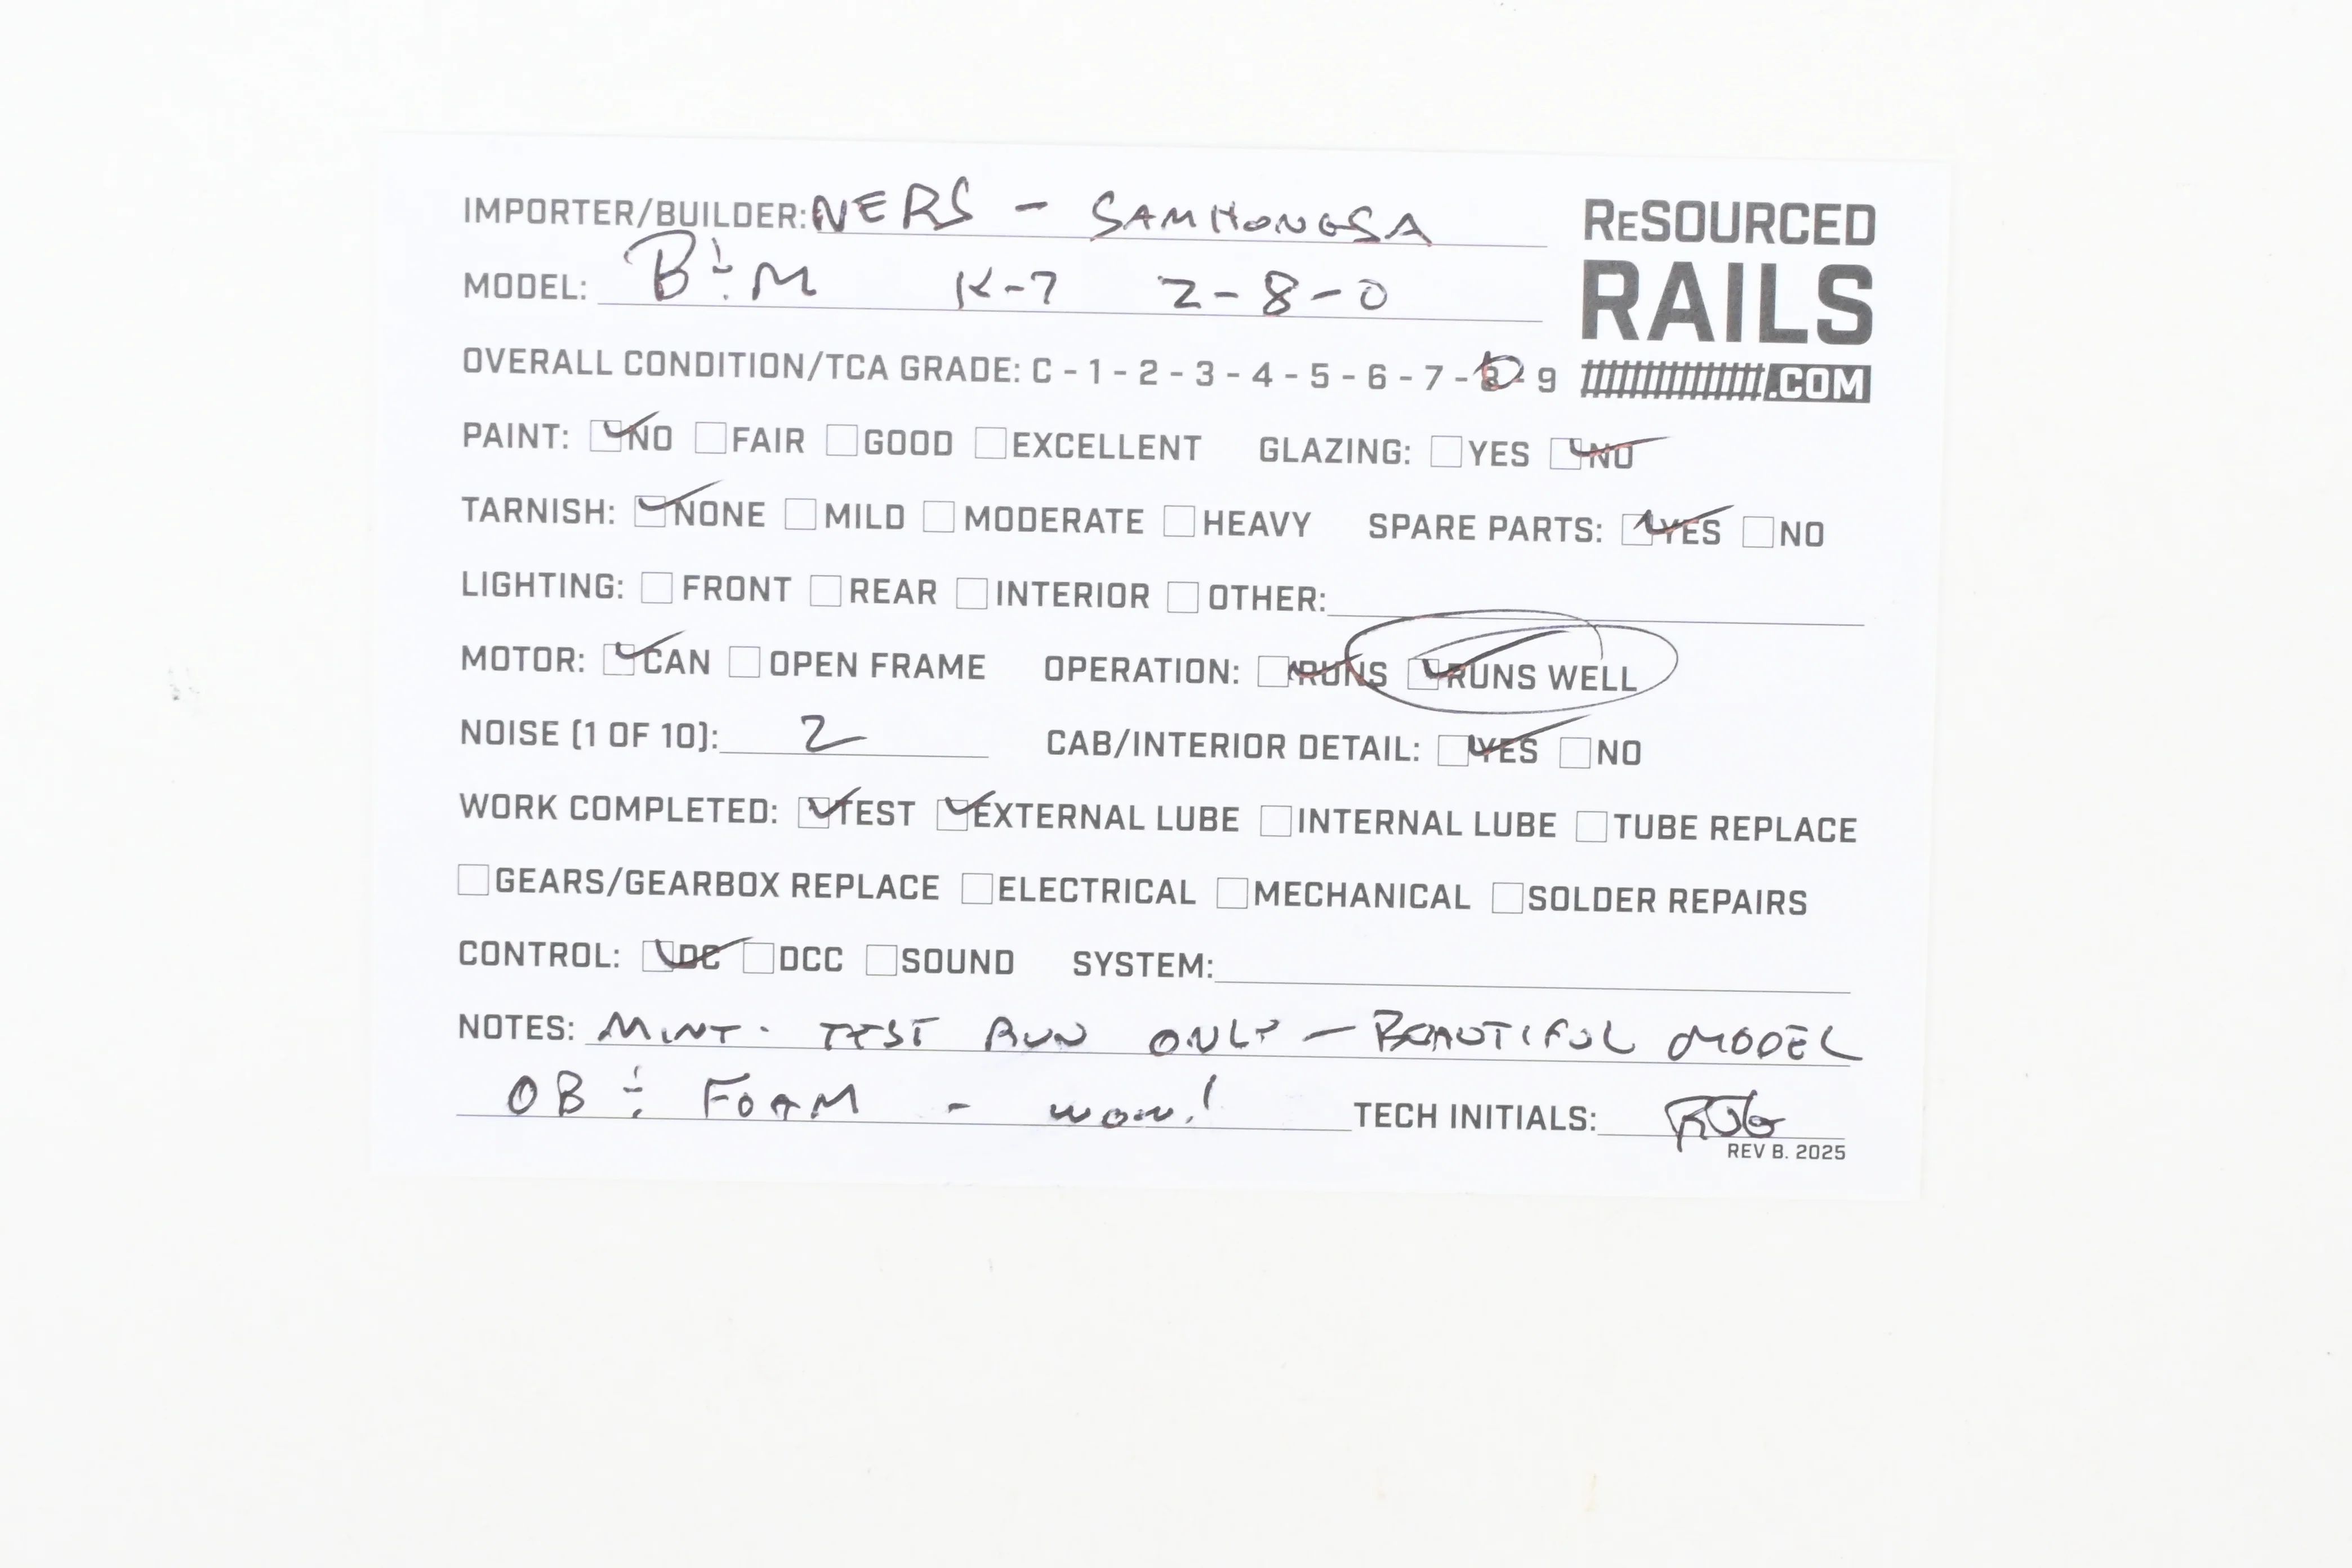 IMPORTER/BUILDER: NERS - SAMHONGSA
RESOURCED
RAILS
.COM
MODEL: B & M K-7 2-8-0
OVERALL CONDITION/TCA GRADE: C - 1 - 2 - 3 - 4 - 5 - 6 - 7 - 8 - 9
PAINT: NO FAIR GOOD EXCELLENT GLAZING: YES NO
TARNISH: NONE MILD MODERATE HEAVY SPARE PARTS: YES NO
LIGHTING: FRONT REAR INTERIOR OTHER:
MOTOR: CAN OPEN FRAME OPERATION: RUNS RUNS WELL
NOISE (1 OF 10): 2 CAB/INTERIOR DETAIL: YES NO
WORK COMPLETED: TEST EXTERNAL LUBE INTERNAL LUBE TUBE REPLACE
GEARS/GEARBOX REPLACE ELECTRICAL MECHANICAL SOLDER REPAIRS
CONTROL: DC DCC SOUND SYSTEM:
NOTES: MINT. TEST RUN ONLY - BEAUTIFUL MODEL
OB & FOAM - WOW! TECH INITIALS:
REV B. 2025